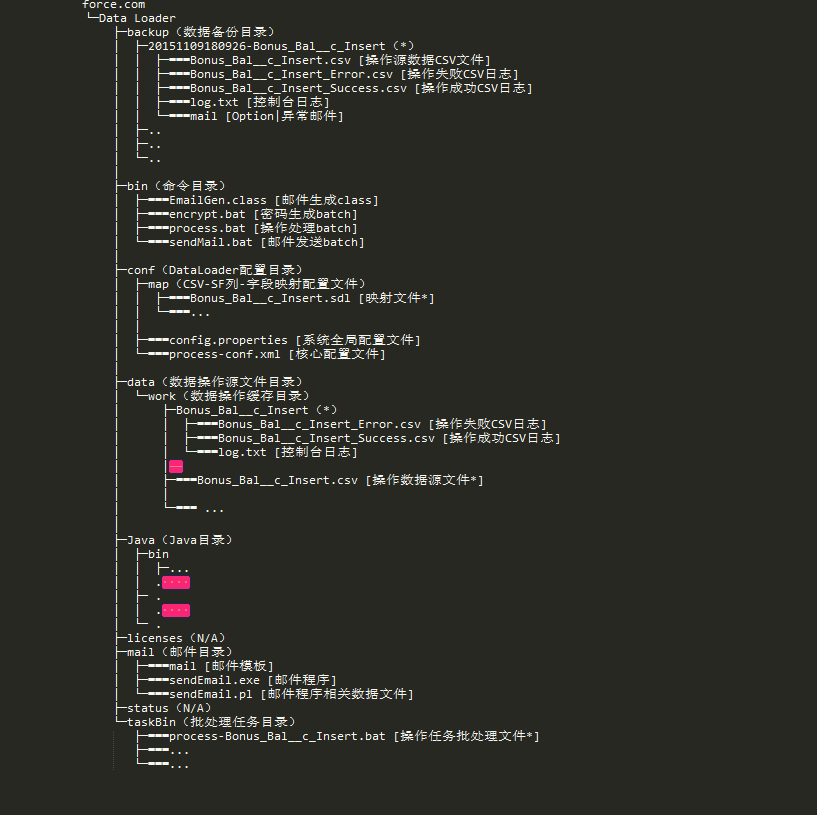 force.com
└─Data Loader
├─backup（数据备份目录）
│ ├─20151109180926-Bonus_Bal__c_Insert（*）
│ │ ├─===Bonus_Bal__c_Insert.csv [操作源数据CSV文件]
│ │ ├─===Bonus_Bal__c_Insert_Error.csv [操作失败CSV日志]
│ │ ├─===Bonus_Bal__c_Insert_Success.csv [操作成功CSV日志]
│ │ ├─===log.txt [控制台日志]
│ │ └─===mail [Option|异常邮件]
│ ├─..
│ ├─..
│ └─..
│
├─bin（命令目录）
│ ├─===EmailGen.class [邮件生成class]
│ ├─===encrypt.bat [密码生成batch]
│ ├─===process.bat [操作处理batch]
│ └─===sendMail.bat [邮件发送batch]
│
├─conf（DataLoader配置目录）
│ ├─map（CSV-SF列-字段映射配置文件）
│ │ ├─===Bonus_Bal__c_Insert.sdl [映射文件*]
│ │ └─===...
│ │
│ ├─===config.properties [系统全局配置文件]
│ └─===process-conf.xml [核心配置文件]
│
├─data（数据操作源文件目录）
│ └─work（数据操作缓存目录）
│ ├─Bonus_Bal__c_Insert（*）
│ │ ├─===Bonus_Bal__c_Insert_Error.csv [操作失败CSV日志]
│ │ ├─===Bonus_Bal__c_Insert_Success.csv [操作成功CSV日志]
│ │ └─===log.txt [控制台日志]
│ │
│ ├─===Bonus_Bal__c_Insert.csv [操作数据源文件*]
│ │
│ └─=== ...
│
├─Java（Java目录）
│ ├─bin
│ │ ├─...
│ │ .
│ ├─ .
│ │ .
│ └─ .
├─licenses（N/A）
├─mail（邮件目录）
│ ├─===mail [邮件模板]
│ ├─===sendEmail.exe [邮件程序]
│ └─===sendEmail.pl [邮件程序相关数据文件]
├─status（N/A）
└─taskBin（批处理任务目录）
├─===process-Bonus_Bal__c_Insert.bat [操作任务批处理文件*]
├─===...
└─===...